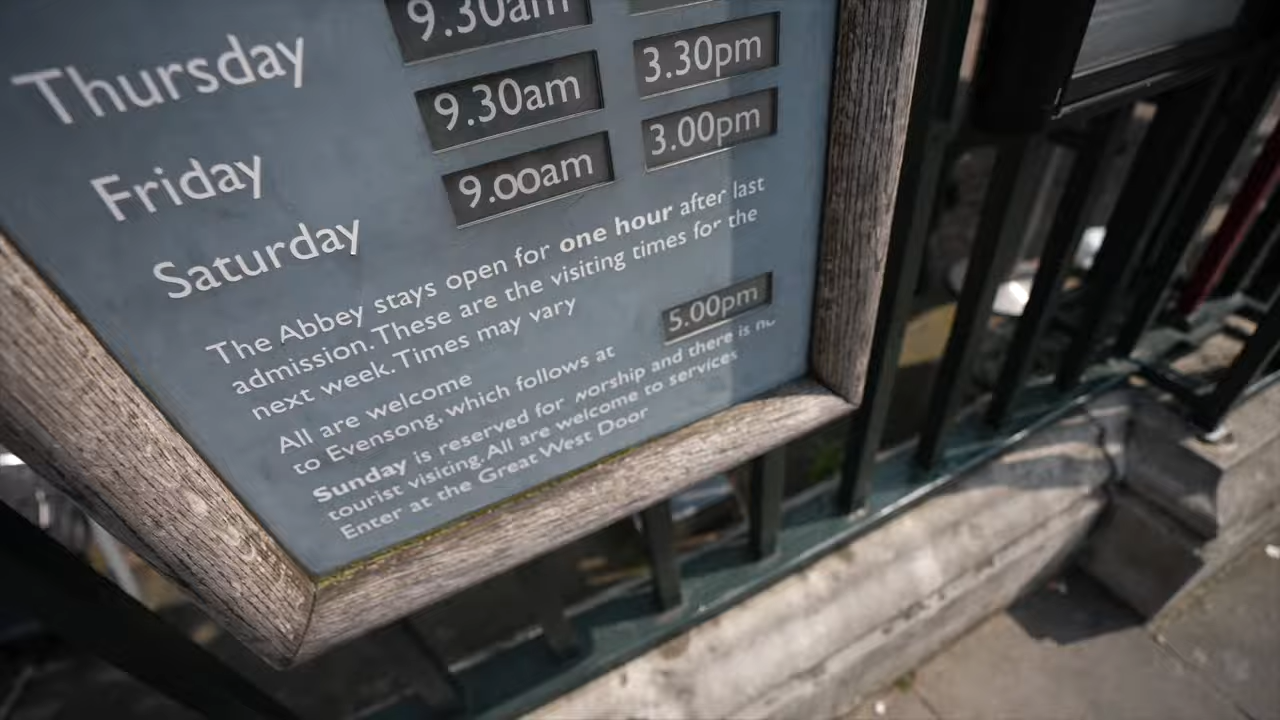 Thursday 9.30am
Friday 9.30am 3.30pm
Saturday 9.00am 3.00pm
The Abbey stays open for one hour after last
admission. These are the visiting times for the
next week. Times may vary
All are welcome
to Evensong, which follows at 5.00pm
Sunday is reserved for worship and there is no
tourist visiting. All are welcome to services
Enter at the Great West Door